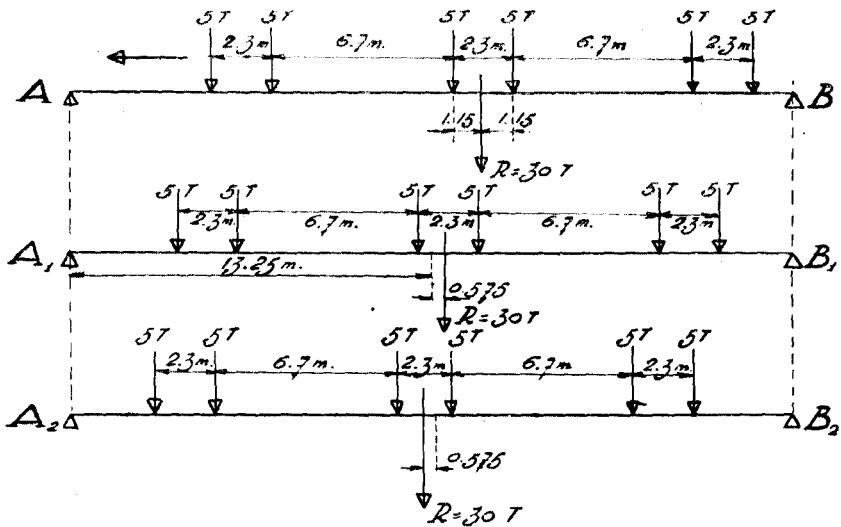 5T 5T 5T 5T 5T 5T
2.3m 6.7m. 2.3m 6.7m. 2.3m
A B
1.15 1.15
R=30T
5T 5T 5T 5T 5T 5T
2.3m. 6.7m. 2.3m. 6.7m. 2.3m.
A1 B1
13.25m.
0.575
R=30T
5T 5T 5T 5T 5T 5T
2.3m. 6.7m. 2.3m. 6.7m. 2.3m.
A2 B2
0.575
R=30T